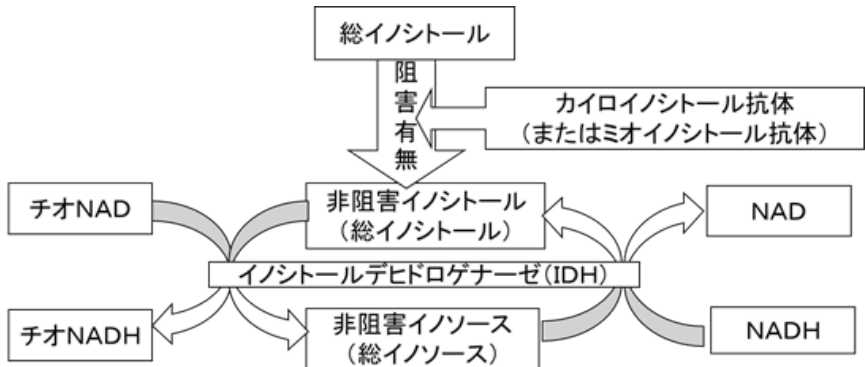 総イノシトール
阻害有無
カイロイノシトール抗体
（またはミオイノシトール抗体）
チオNAD
非阻害イノシトール
（総イノシトール）
NAD
イノシトールデヒドロゲナーゼ（IDH）
チオNADH
非阻害イノソース
（総イノソース）
NADH